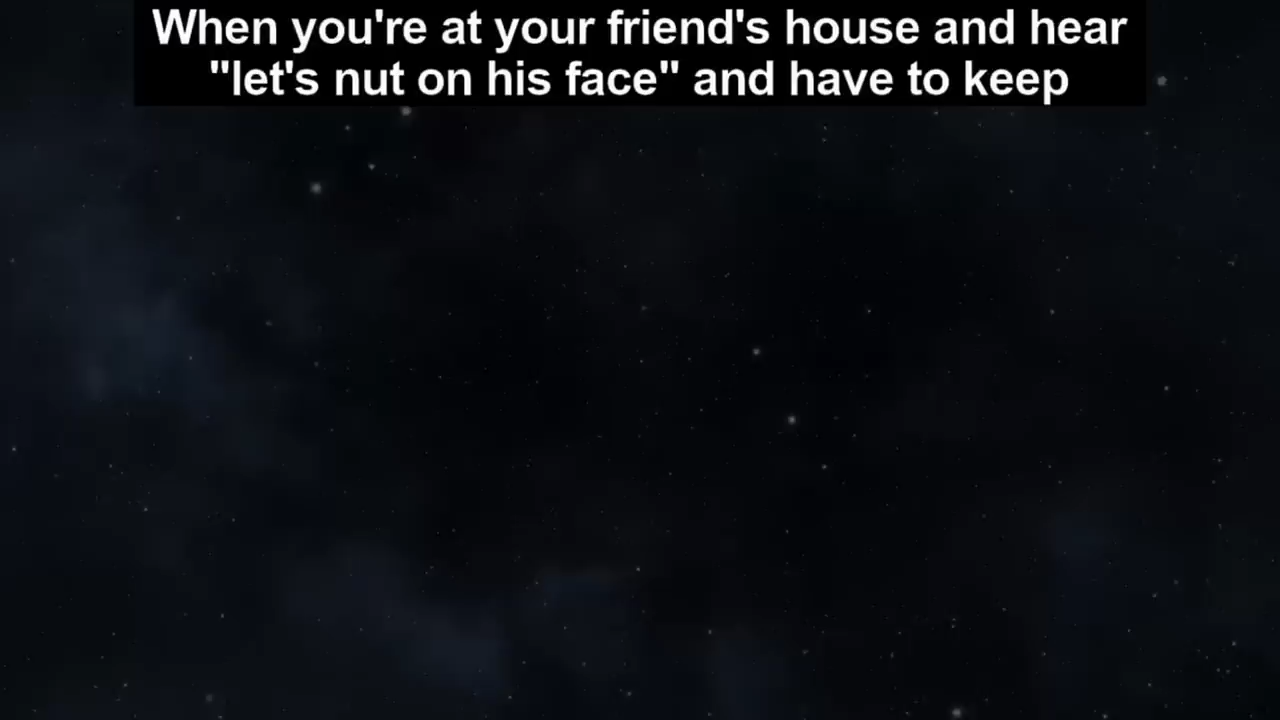 When you're at your friend's house and hear
"let's nut on his face" and have to keep